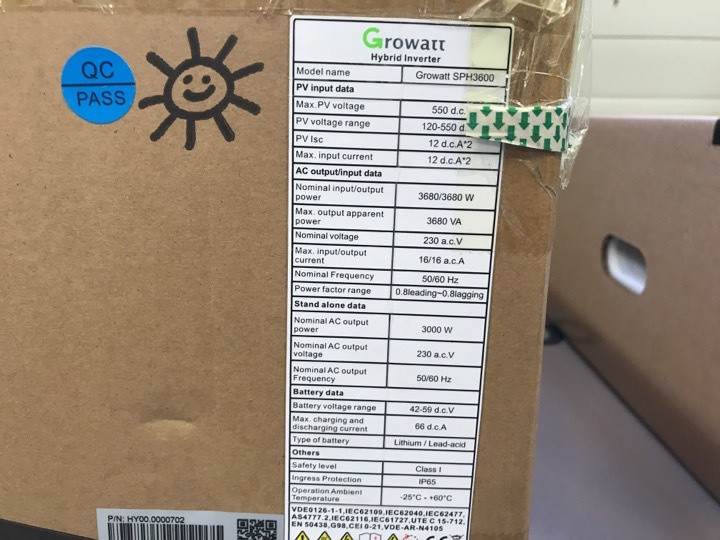 QC
PASS
Growatt
Hybrid Inverter
Model name Growatt SPH3600
PV input data
Max.PV voltage 550 d.c.
PV voltage range 120-550 d.
PV Isc 12 d.c.A*2
Max. input current 12 d.c.A*2
AC output/input data
Nominal input/output
power 3680/3680 W
Max. output apparent
power 3680 VA
Nominal voltage 230 a.c.V
Max. input/output
current 16/16 a.c.A
Nominal Frequency 50/60 Hz
Power factor range 0.8leading~0.8lagging
Stand alone data
Nominal AC output
power 3000 W
Nominal AC output
voltage 230 a.c.V
Nominal AC output
Frequency 50/60 Hz
Battery data
Battery voltage range 42-59 d.c.V
Max. charging and
discharging current 66 d.c.A
Type of battery Lithium / Lead-acid
Others
Safety level Class I
Ingress Protection IP65
Operation Ambient
Temperature -25°C - +60°C
VDE0126-1-1,IEC62109,IEC62040,IEC62477,
AS4777.2,IEC62116,IEC61727,UTE C 15-712,
EN 50438,G98,CEI 0-21,VDE-AR-N4105
P/N: HY00.0000702